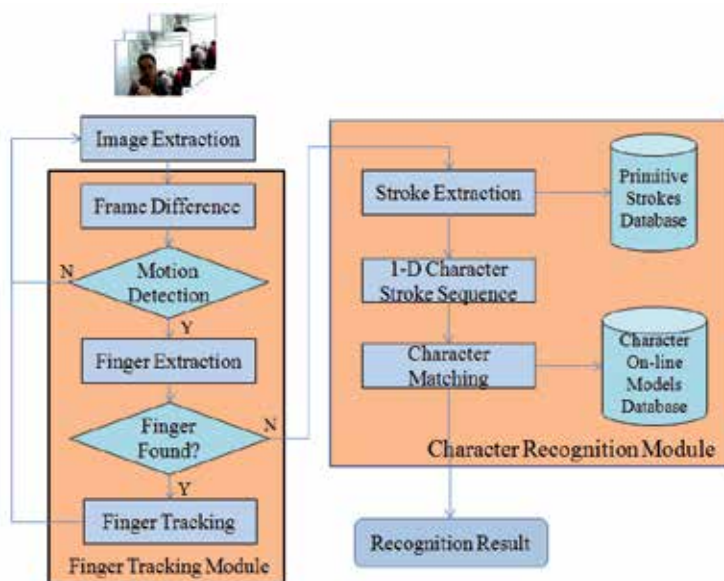 Image Extraction
Frame Difference
N
Motion
Detection
Y
Finger Extraction
Finger
Found?
N
Y
Finger Tracking
Finger Tracking Module
Stroke Extraction
Primitive
Strokes
Database
1-D Character
Stroke Sequence
Character
Matching
Character
On-line
Models
Database
Character Recognition Module
Recognition Result